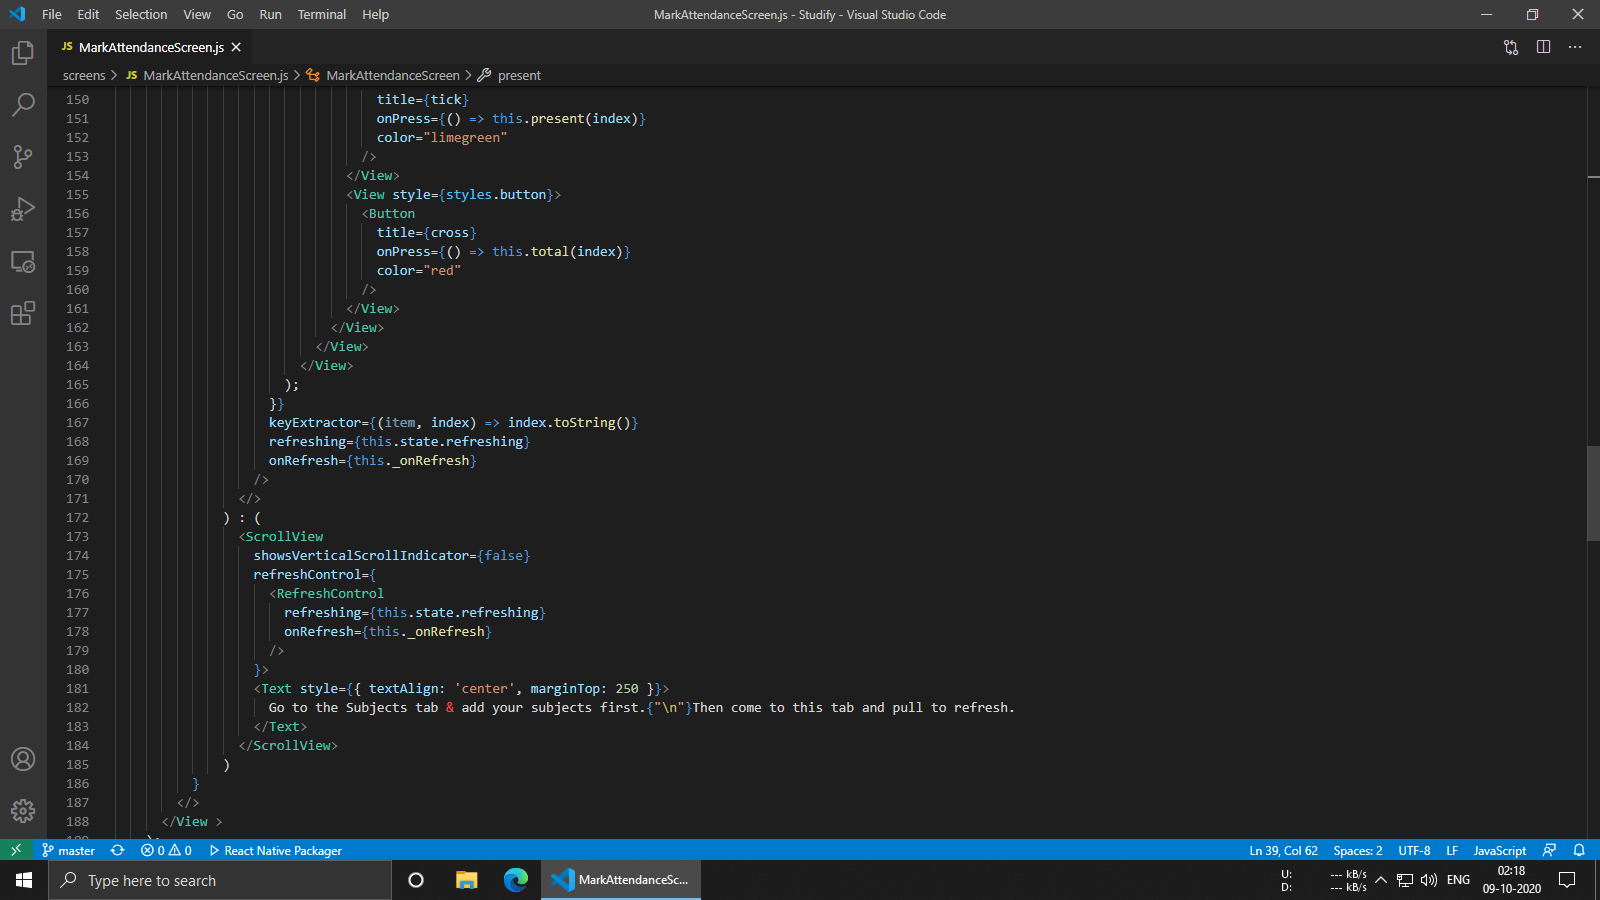 File Edit Selection View Go Run Terminal Help
MarkAttendanceScreen.js - Studify - Visual Studio Code
JS MarkAttendanceScreen.js
screens > JS MarkAttendanceScreen.js > MarkAttendanceScreen > present
150 title={tick}
151 onPress={() => this.present(index)}
152 color="limegreen"
153 />
154 </View>
155 <View style={styles.button}>
156 <Button
157 title={cross}
158 onPress={() => this.total(index)}
159 color="red"
160 />
161 </View>
162 </View>
163 </View>
164 </View>
165 );
166 }}
167 keyExtractor={(item, index) => index.toString()}
168 refreshing={this.state.refreshing}
169 onRefresh={this._onRefresh}
170 />
171 </>
172 ) : (
173 <ScrollView
174 showsVerticalScrollIndicator={false}
175 refreshControl={
176 <RefreshControl
177 refreshing={this.state.refreshing}
178 onRefresh={this._onRefresh}
179 />
180 }>
181 <Text style={{ textAlign: 'center', marginTop: 250 }}>
182 Go to the Subjects tab & add your subjects first.{"\n"}Then come to this tab and pull to refresh.
183 </Text>
184 </ScrollView>
185 )
186 }
187 </>
188 </View >
master 0 0 React Native Packager
Ln 39, Col 62 Spaces: 2 UTF-8 LF JavaScript
Type here to search
MarkAttendanceSc...
U: --- kB/s
D: --- kB/s
ENG
02:18
09-10-2020